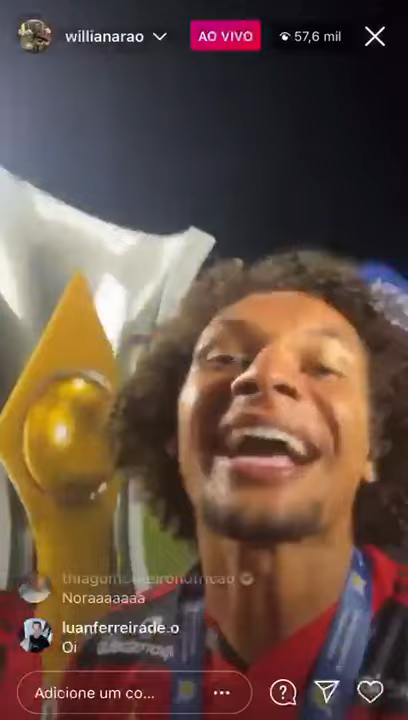 willianarao
AO VIVO
57,6 mil
Noraaaaaaa
luanferreirade.o
Oi
Adicione um co...